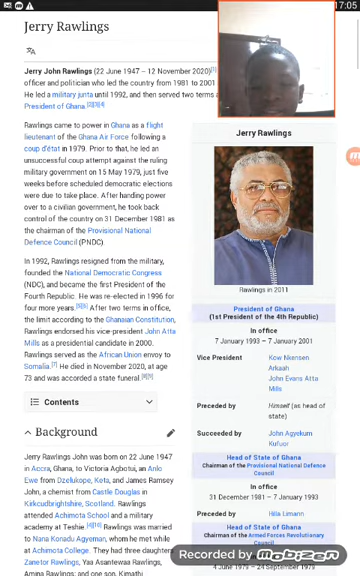 17:05
Jerry Rawlings
Jerry John Rawlings (22 June 1947 – 12 November 2020)[1]
officer and politician who led the country from 1981 to 2001
He led a military junta until 1992, and then served two terms a
President of Ghana.[2][3][4]
Rawlings came to power in Ghana as a flight
lieutenant of the Ghana Air Force following a
coup d'état in 1979. Prior to that, he led an
unsuccessful coup attempt against the ruling
military government on 15 May 1979, just five
weeks before scheduled democratic elections
were due to take place. After handing power
over to a civilian government, he took back
control of the country on 31 December 1981 as
the chairman of the Provisional National
Defence Council (PNDC).
In 1992, Rawlings resigned from the military,
founded the National Democratic Congress
(NDC), and became the first President of the
Fourth Republic. He was re-elected in 1996 for
four more years.[5][6] After two terms in office,
the limit according to the Ghanaian Constitution,
Rawlings endorsed his vice-president John Atta
Mills as a presidential candidate in 2000.
Rawlings served as the African Union envoy to
Somalia.[7] He died in November 2020, at age
73 and was accorded a state funeral.[8][9]
Contents
Background
Jerry Rawlings John was born on 22 June 1947
in Accra, Ghana, to Victoria Agbotui, an Anlo
Ewe from Dzelukope, Keta, and James Ramsey
John, a chemist from Castle Douglas in
Kirkcudbrightshire, Scotland. Rawlings
attended Achimota School and a military
academy at Teshie. Rawlings was married
to Nana Konadu Agyeman, whom he met while
at Achimota College. They had three daughters
Zanetor Rawlings, Yaa Asantewaa Rawlings,
Jerry Rawlings
Rawlings in 2011
President of Ghana
(1st President of the 4th Republic)
In office
7 January 1993 – 7 January 2001
Vice President
Kow Nkensen
Arkaah
John Evans Atta
Mills
Preceded by
Himself (as head of
state)
Succeeded by
John Agyekum
Kufuor
Head of State of Ghana
Chairman of the Provisional National Defence
Council
In office
31 December 1981 – 7 January 1993
Preceded by
Hilla Limann
Head of State of Ghana
Chairman of the Armed Forces Revolutionary
Council
4 June 1979 – 24 September 1979
Recorded by mobizen